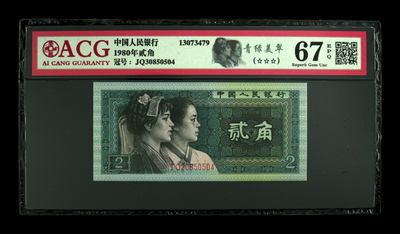 ACG
AI CANG GUARANTY
中国人民银行
1980年贰角
冠号：JQ30850504
13073479
青绿美翠
(☆☆☆)
67 EPQ
Superb Gem Unc
中国人民银行
贰角
JQ30850504
2
2